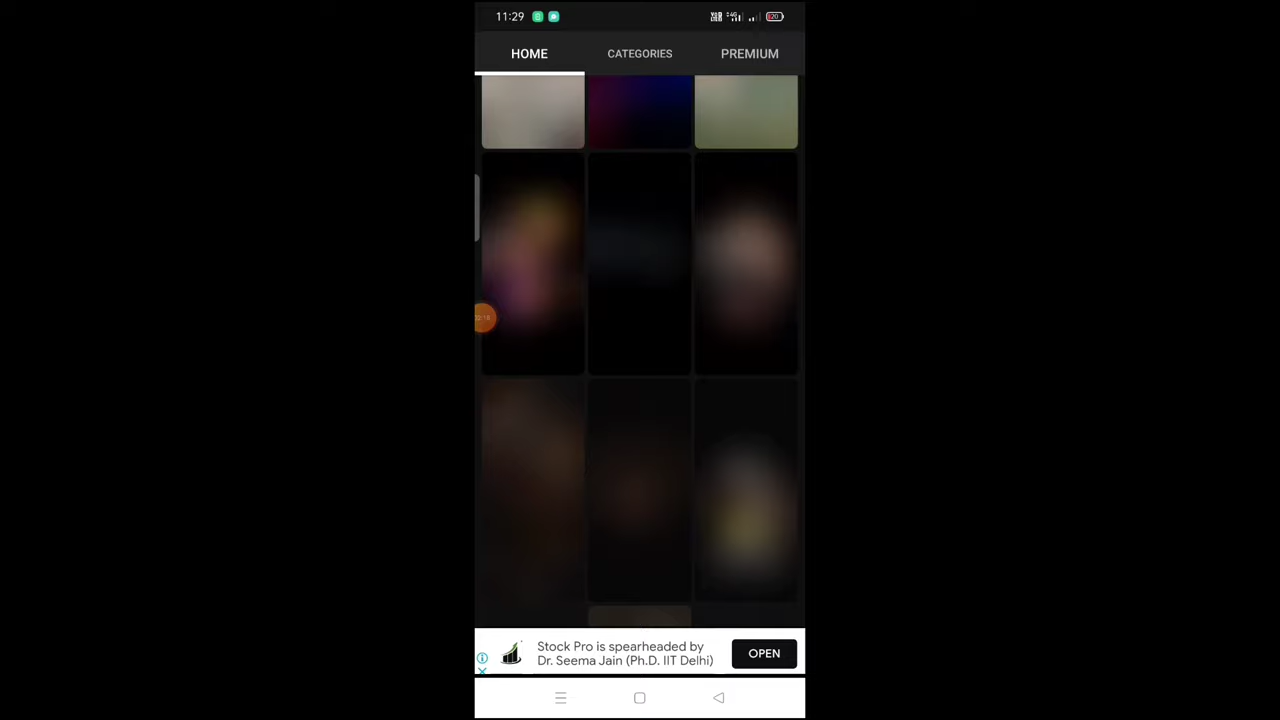 11:29
HOME CATEGORIES PREMIUM
Stock Pro is spearheaded by
Dr. Seema Jain (Ph.D. IIT Delhi)
OPEN